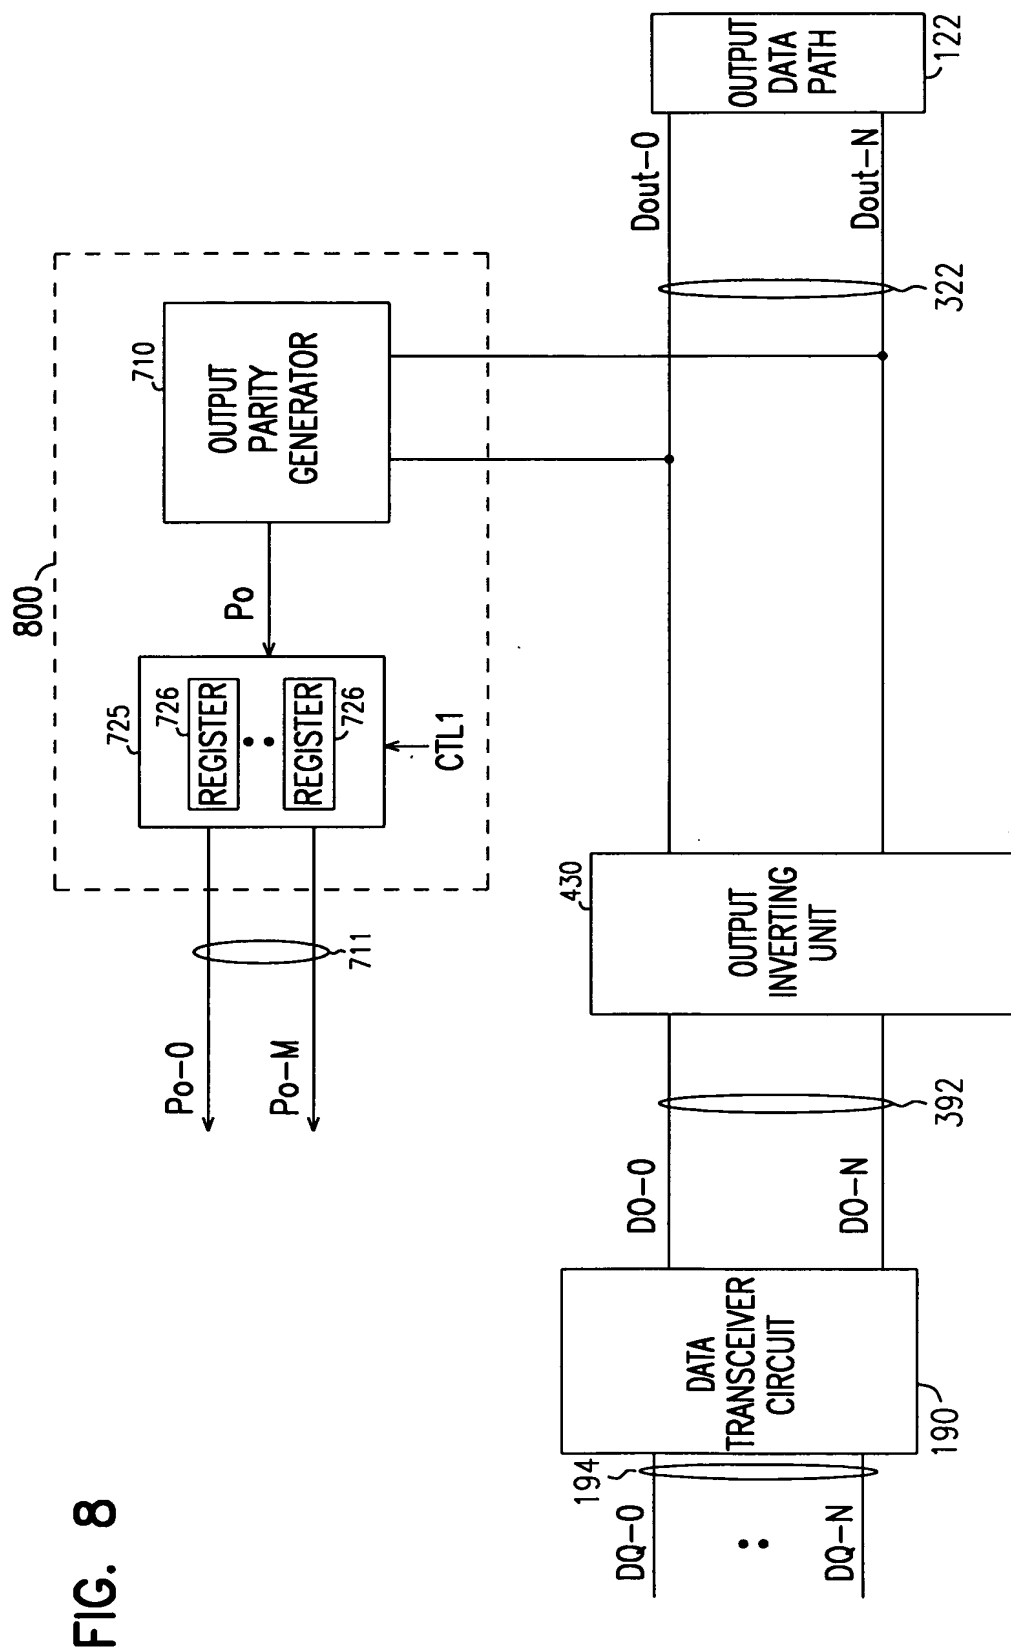 FIG. 8
800
710
OUTPUT
PARITY
GENERATOR
Po
725
726
REGISTER
REGISTER
726
CTL1
Po-0
Po-M
711
OUTPUT
DATA
PATH
122
Dout-0
Dout-N
322
430
OUTPUT
INVERTING
UNIT
392
DO-0
DO-N
DATA
TRANSCEIVER
CIRCUIT
190
194
DQ-0
DQ-N